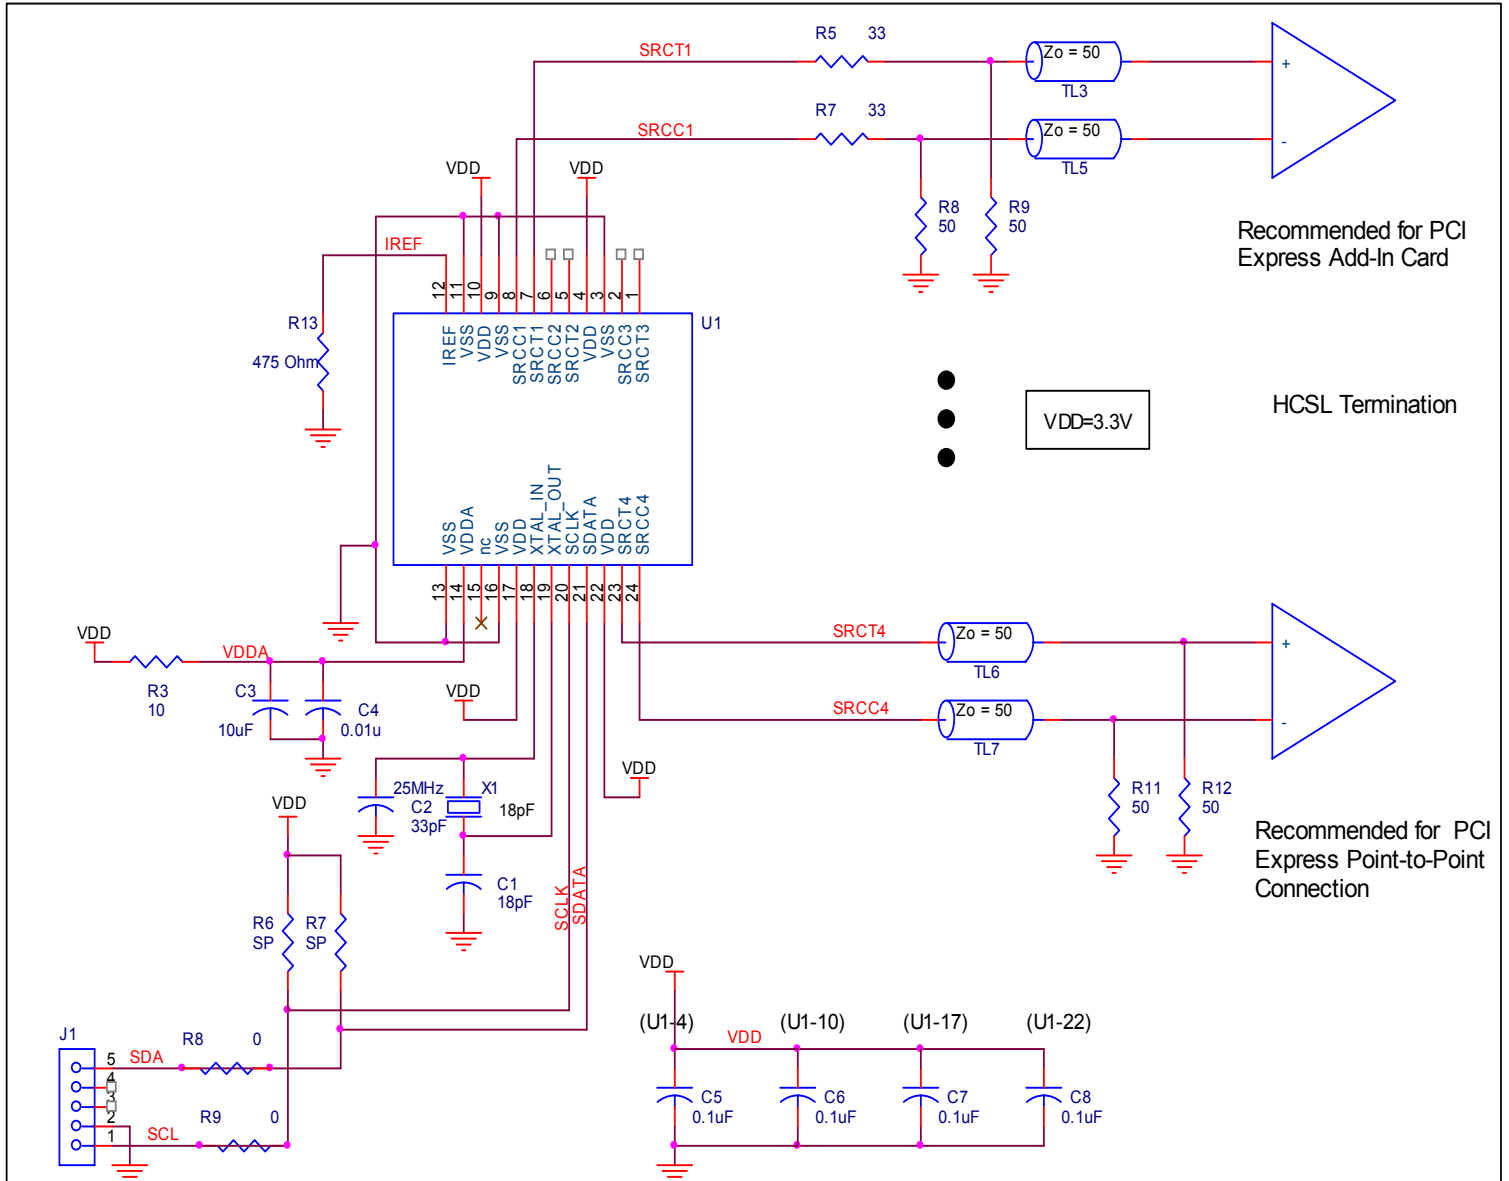 R5 33
SRCT1
Zo = 50
TL3
+
R7 33
SRCC1
Zo = 50
TL5
-
VDD
VDD
R8
50
R9
50
Recommended for PCI
Express Add-In Card
IREF
12
11
10
9
8
7
6
5
4
3
2
1
R13
475 Ohm
U1
IREF
VSS
VDD
VSS
SRCC1
SRCT1
SRCC2
SRCT2
VDD
VSS
SRCC3
SRCT3
VDD=3.3V
HCSL Termination
VSS
VDDA
nc
VSS
VDD
XTAL_IN
XTAL_OUT
SCLK
SDATA
VDD
SRCT4
SRCC4
13
14
15
16
17
18
19
20
21
22
23
24
VDD
VDDA
R3
10
C3
10uF
C4
0.01u
VDD
SRCT4
Zo = 50
TL6
+
SRCC4
Zo = 50
TL7
-
VDD
25MHz
X1
C2
33pF
18pF
VDD
R11
50
R12
50
Recommended for PCI
Express Point-to-Point
Connection
C1
18pF
SCLK
SDATA
R6
SP
R7
SP
VDD
(U1-4)
(U1-10)
(U1-17)
(U1-22)
VDD
J1
R8 0
5
SDA
4
3
2
1
SCL
R9 0
C5
0.1uF
C6
0.1uF
C7
0.1uF
C8
0.1uF